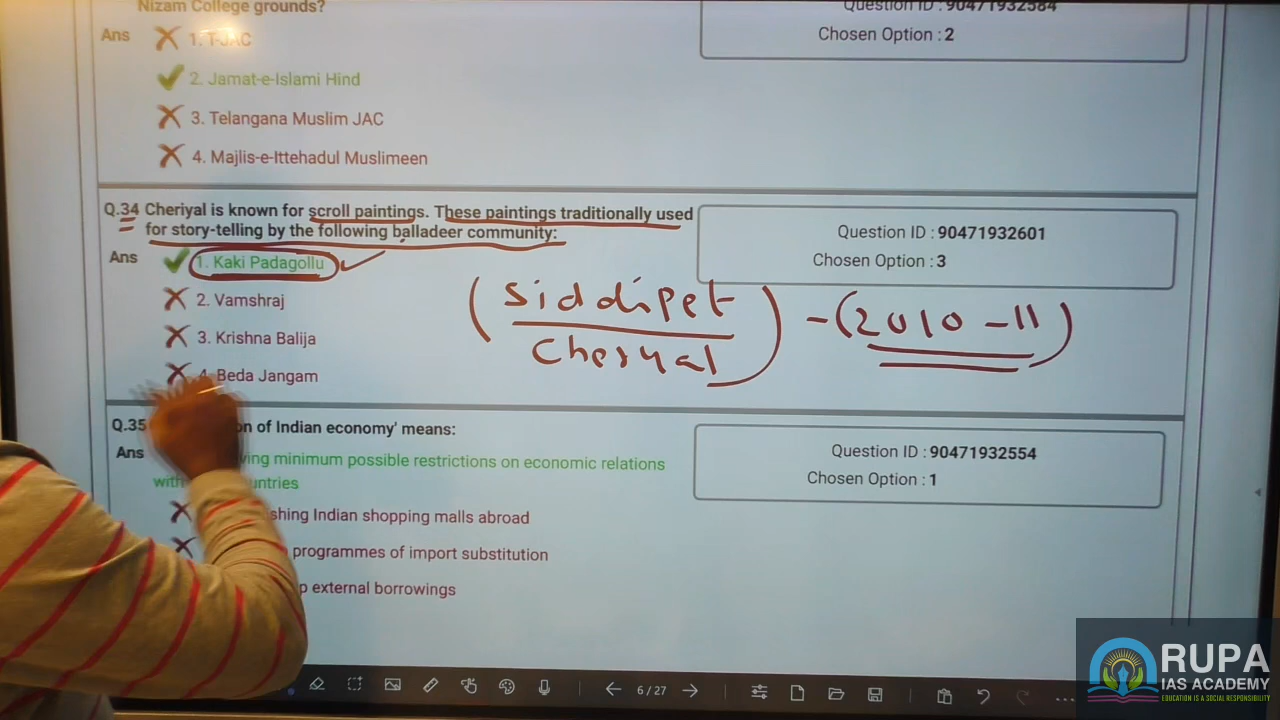 Nizam College grounds?
Question ID : 90471932584
Ans
1. T-JAC
Chosen Option : 2
2. Jamat-e-Islami Hind
3. Telangana Muslim JAC
4. Majlis-e-Ittehadul Muslimeen
Q.34 Cheriyal is known for scroll paintings. These paintings traditionally used
for story-telling by the following balladeer community:
Question ID : 90471932601
Ans
1. Kaki Padagollu
Chosen Option : 3
2. Vamshraj
3. Krishna Balija
4. Beda Jangam
(Siddipet
Cheryal) - (2010-11)
Q.35 on of Indian economy' means:
Question ID : 90471932554
Ans
minimum possible restrictions on economic relations
Chosen Option : 1
with
Indian shopping malls abroad
programmes of import substitution
external borrowings
6 / 27
RUPA
IAS ACADEMY
EDUCATION IS A SOCIAL RESPONSIBILITY